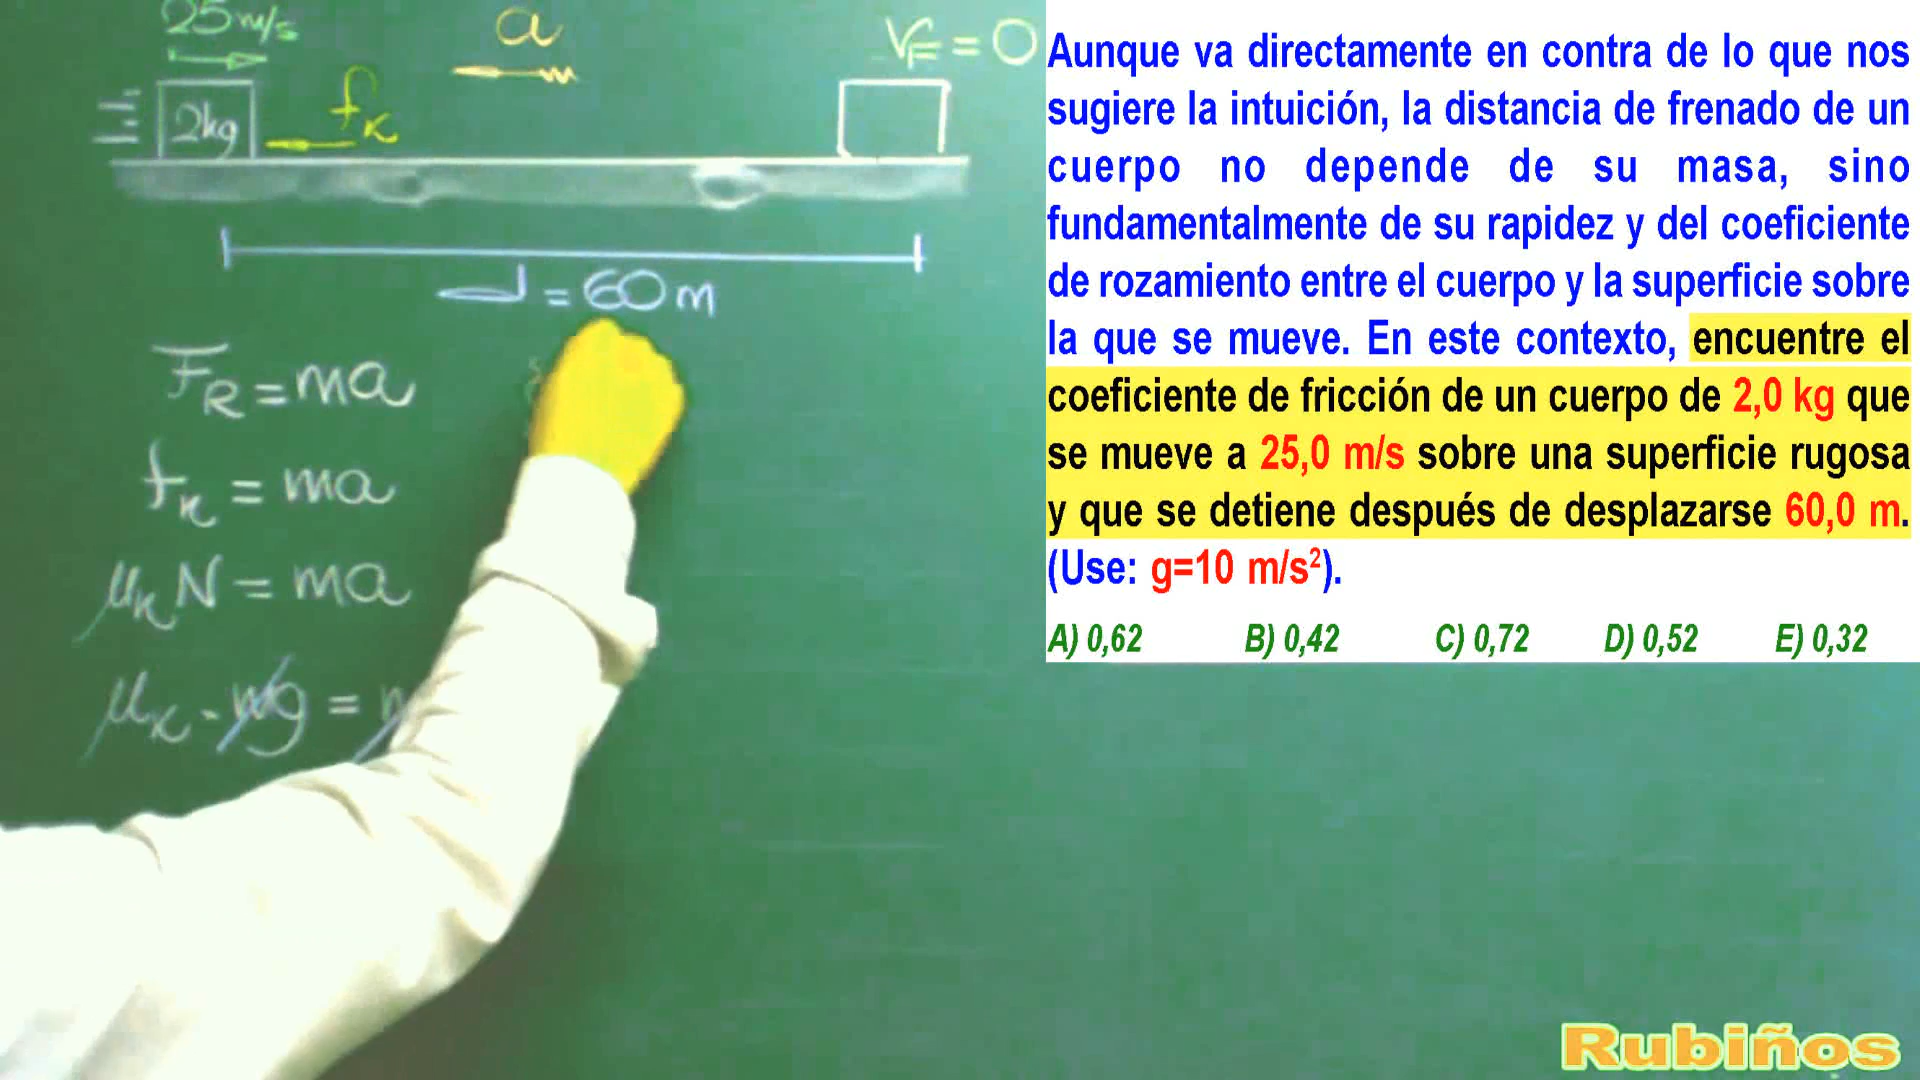 25 m/s
a
V_F = 0
2kg
f_K
d = 60 m
F_R = ma
f_K = ma
μ_K N = ma
μ_K . mg =
Aunque va directamente en contra de lo que nos
sugiere la intuición, la distancia de frenado de un
cuerpo no depende de su masa, sino
fundamentalmente de su rapidez y del coeficiente
de rozamiento entre el cuerpo y la superficie sobre
la que se mueve. En este contexto, encuentre el
coeficiente de fricción de un cuerpo de 2,0 kg que
se mueve a 25,0 m/s sobre una superficie rugosa
y que se detiene después de desplazarse 60,0 m.
(Use: g=10 m/s²).
A) 0,62 B) 0,42 C) 0,72 D) 0,52 E) 0,32
Rubiños